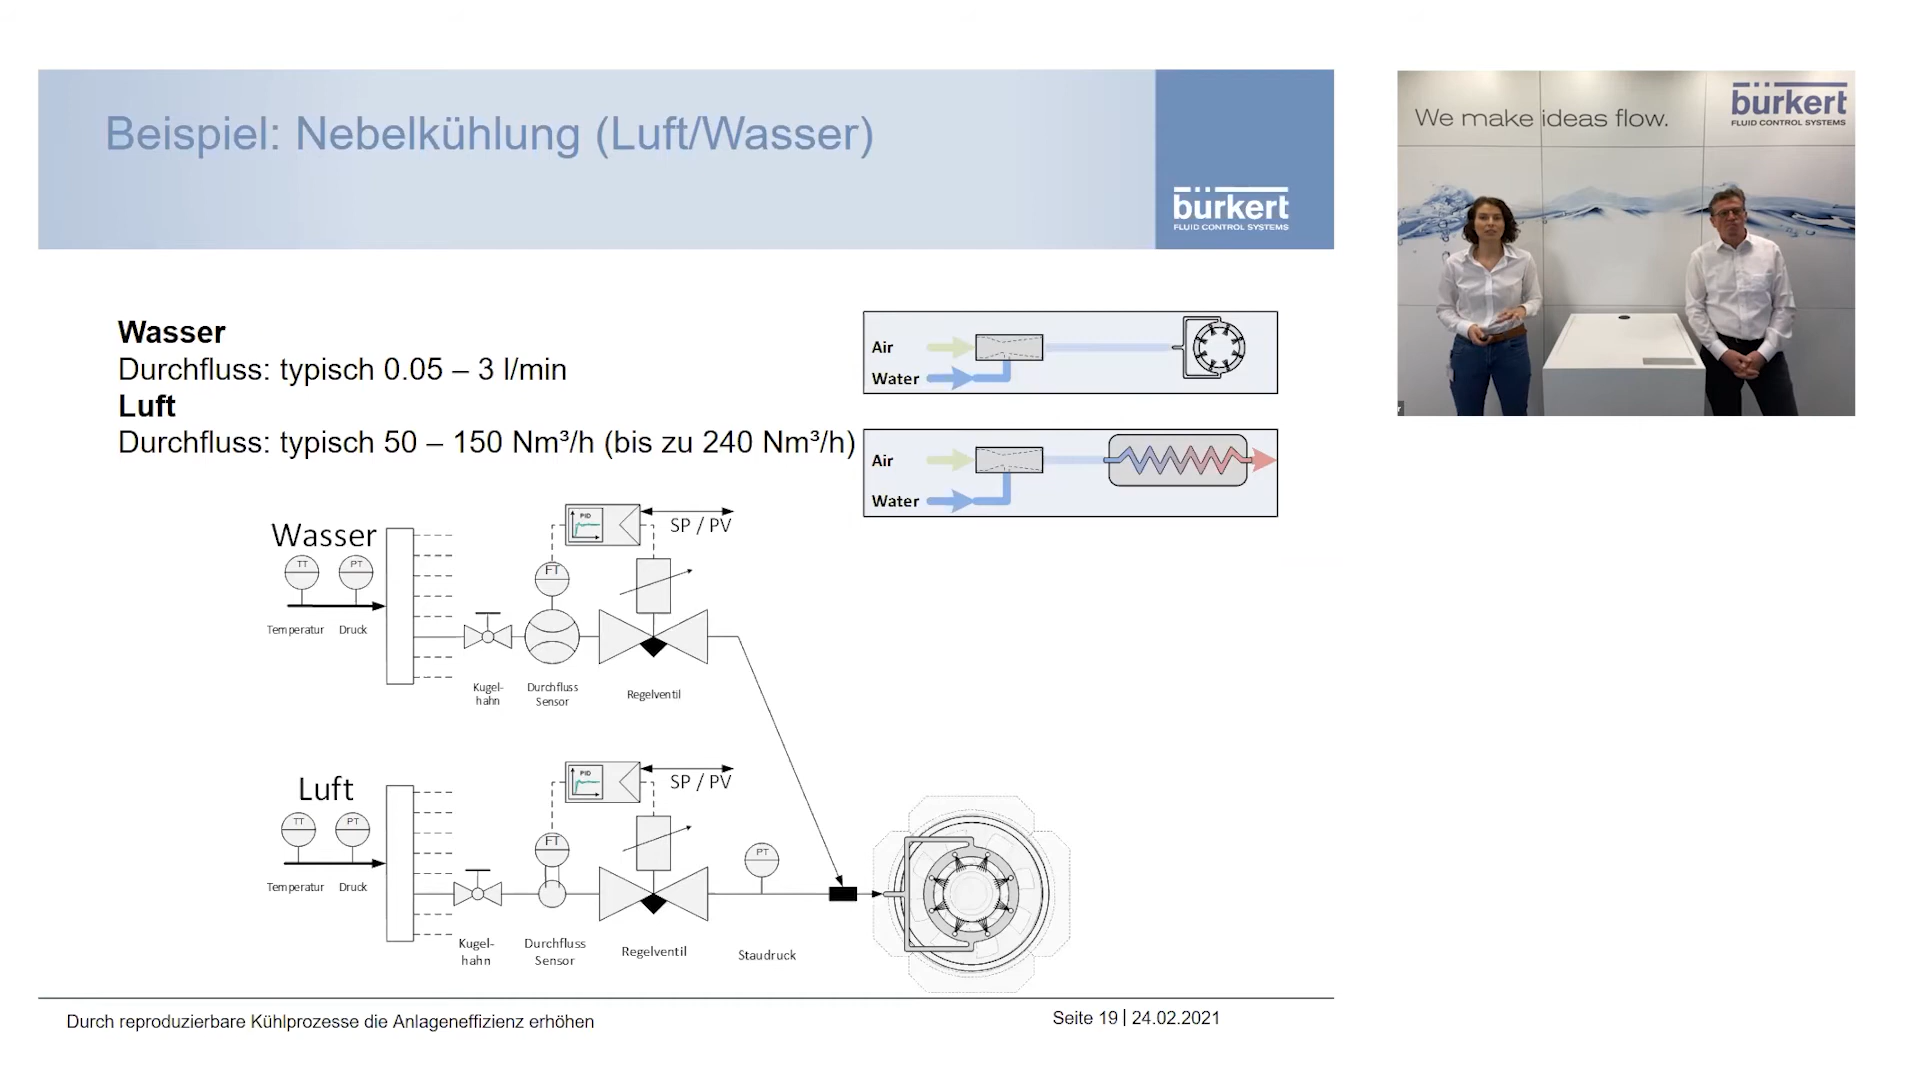 Beispiel: Nebelkühlung (Luft/Wasser)
bürkert
FLUID CONTROL SYSTEMS
We make ideas flow.
bürkert
FLUID CONTROL SYSTEMS
Wasser
Durchfluss: typisch 0.05 – 3 l/min
Luft
Durchfluss: typisch 50 – 150 Nm³/h (bis zu 240 Nm³/h)
Air
Water
Air
Water
Wasser
TT
PT
Temperatur
Druck
PID
SP / PV
FT
Kugel-
hahn
Durchfluss
Sensor
Regelventil
Luft
TT
PT
Temperatur
Druck
PID
SP / PV
FT
PT
Kugel-
hahn
Durchfluss
Sensor
Regelventil
Staudruck
Durch reproduzierbare Kühlprozesse die Anlageneffizienz erhöhen
Seite 19 | 24.02.2021